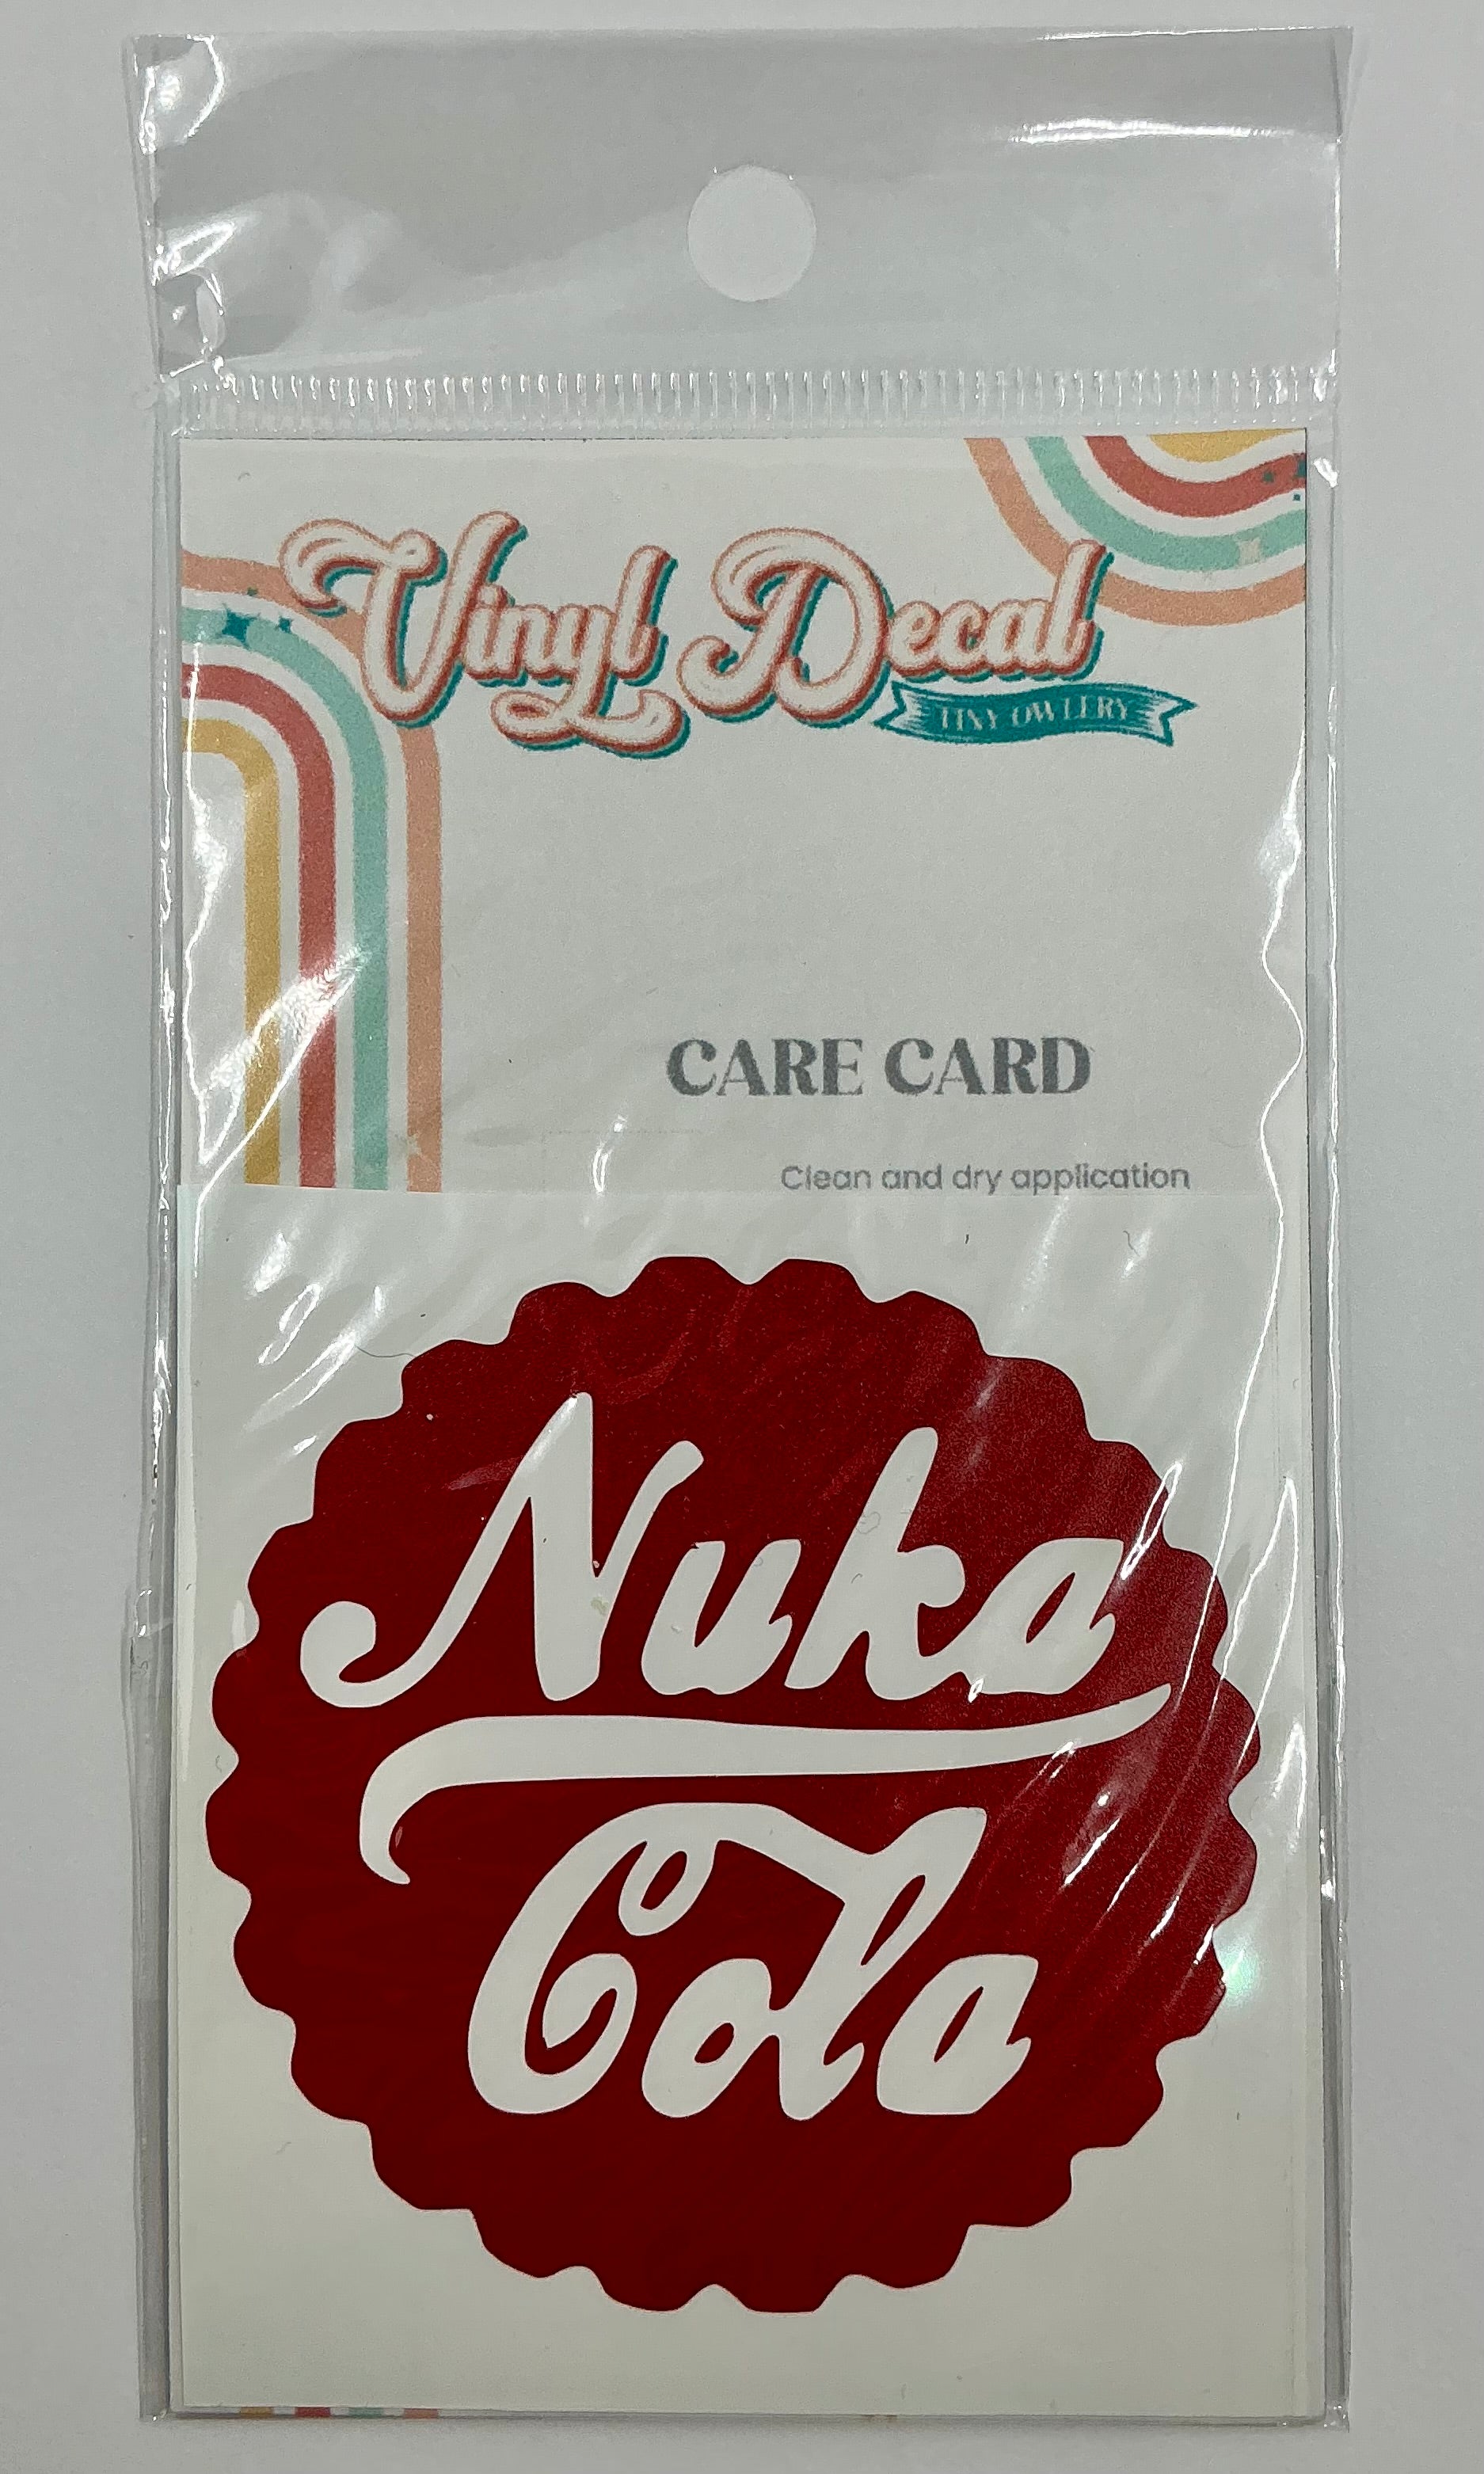 Vinyl Decal
TINY OWLERY
CARE CARD
Clean and dry application
Nuka
Cola